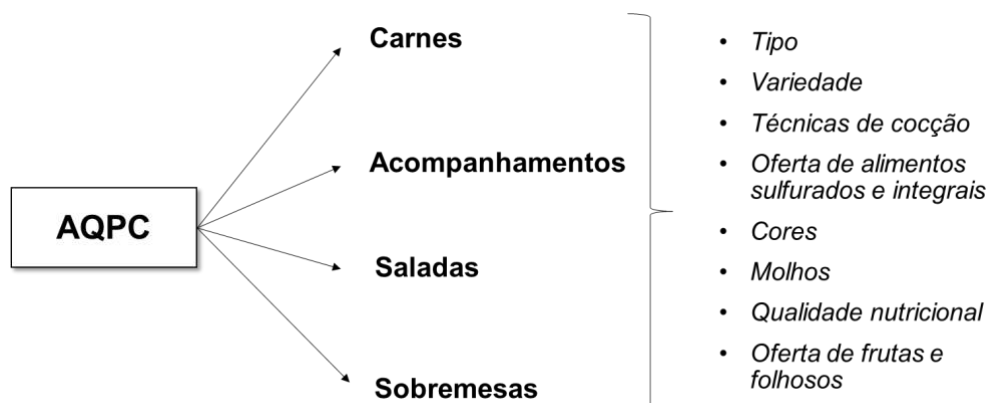 AQPC
Carnes
Acompanhamentos
Saladas
Sobremesas
• Tipo
• Variedade
• Técnicas de cocção
• Oferta de alimentos
sulfurados e integrais
• Cores
• Molhos
• Qualidade nutricional
• Oferta de frutas e
folhosos